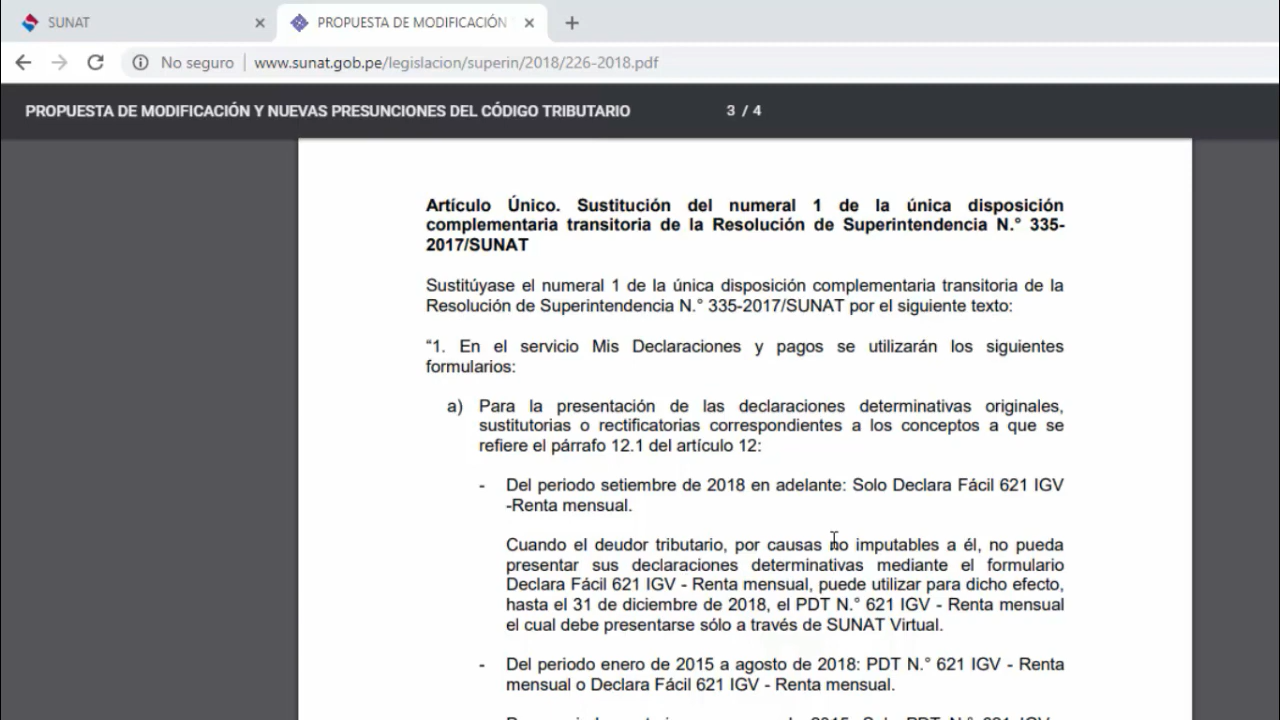 SUNAT
PROPUESTA DE MODIFICACIÓN
No seguro
www.sunat.gob.pe/legislacion/superin/2018/226-2018.pdf
PROPUESTA DE MODIFICACIÓN Y NUEVAS PRESUNCIONES DEL CÓDIGO TRIBUTARIO
3 / 4
Artículo Único. Sustitución del numeral 1 de la única disposición
complementaria transitoria de la Resolución de Superintendencia N.° 335-
2017/SUNAT
Sustitúyase el numeral 1 de la única disposición complementaria transitoria de la
Resolución de Superintendencia N.° 335-2017/SUNAT por el siguiente texto:
“1. En el servicio Mis Declaraciones y pagos se utilizarán los siguientes
formularios:
a) Para la presentación de las declaraciones determinativas originales,
sustitutorias o rectificatorias correspondientes a los conceptos a que se
refiere el párrafo 12.1 del artículo 12:
- Del periodo setiembre de 2018 en adelante: Solo Declara Fácil 621 IGV
-Renta mensual.
Cuando el deudor tributario, por causas no imputables a él, no pueda
presentar sus declaraciones determinativas mediante el formulario
Declara Fácil 621 IGV - Renta mensual, puede utilizar para dicho efecto,
hasta el 31 de diciembre de 2018, el PDT N.° 621 IGV - Renta mensual
el cual debe presentarse sólo a través de SUNAT Virtual.
- Del periodo enero de 2015 a agosto de 2018: PDT N.° 621 IGV - Renta
mensual o Declara Fácil 621 IGV - Renta mensual.